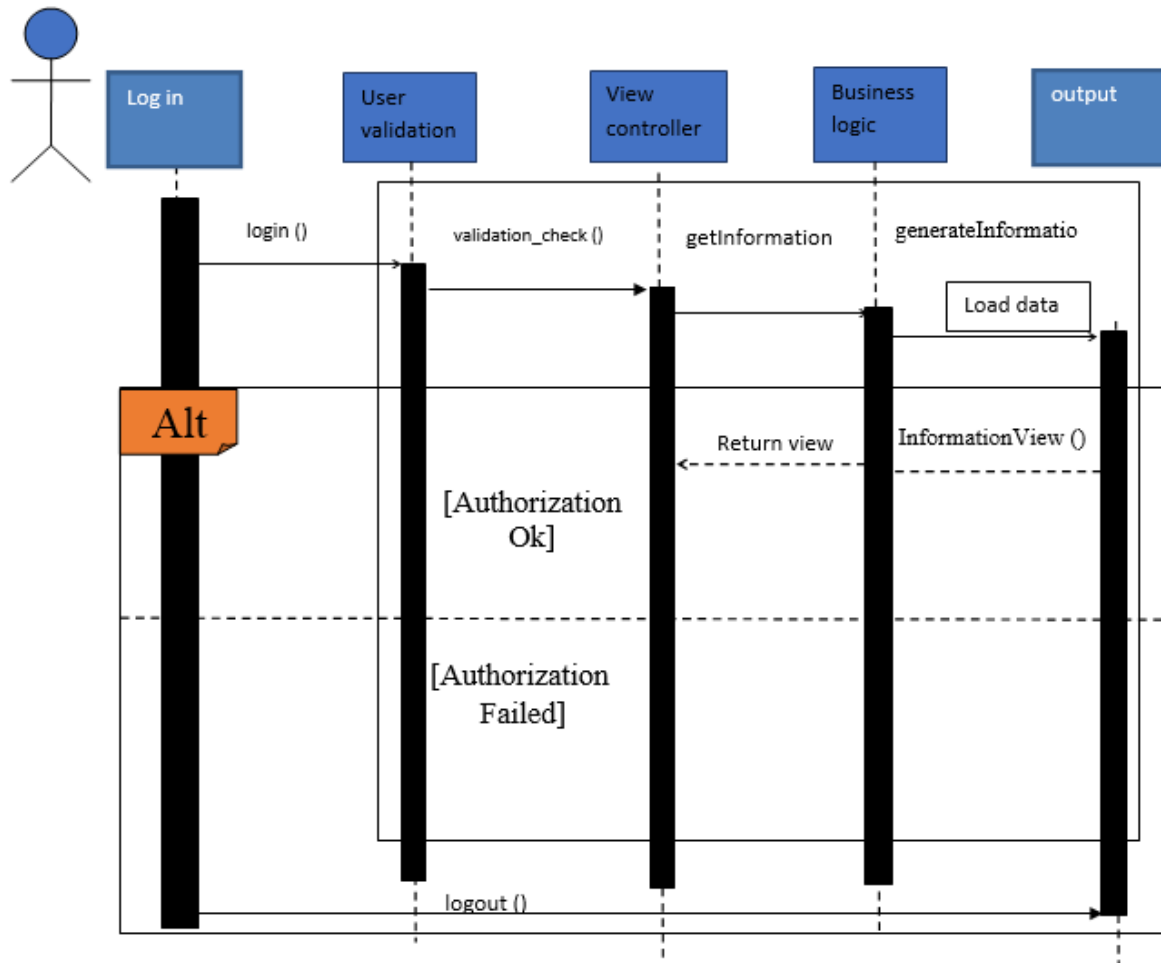 Log in
User
validation
View
controller
Business
logic
output
login ()
validation_check ()
getInformation
generateInformatio
Load data
Alt
Return view
InformationView ()
[Authorization
Ok]
[Authorization
Failed]
logout ()